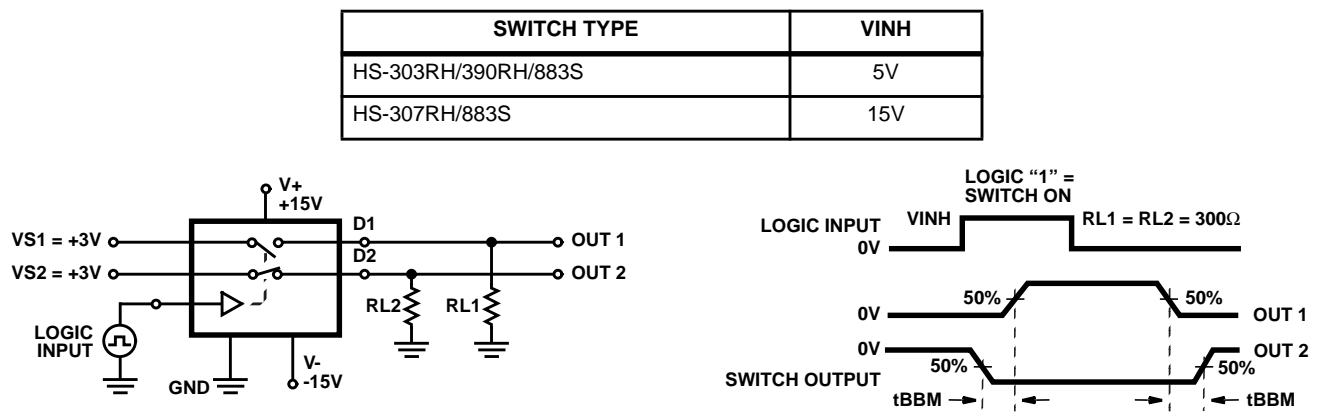 SWITCH TYPE VINH
HS-303RH/390RH/883S 5V
HS-307RH/883S 15V
V+
+15V
VS1 = +3V
VS2 = +3V
D1
D2
OUT 1
OUT 2
RL2
RL1
LOGIC
INPUT
GND
V-
-15V
LOGIC “1” =
SWITCH ON
LOGIC INPUT
VINH
0V
RL1 = RL2 = 300Ω
50%
50%
0V
OUT 1
0V
OUT 2
50%
50%
SWITCH OUTPUT
tBBM
tBBM